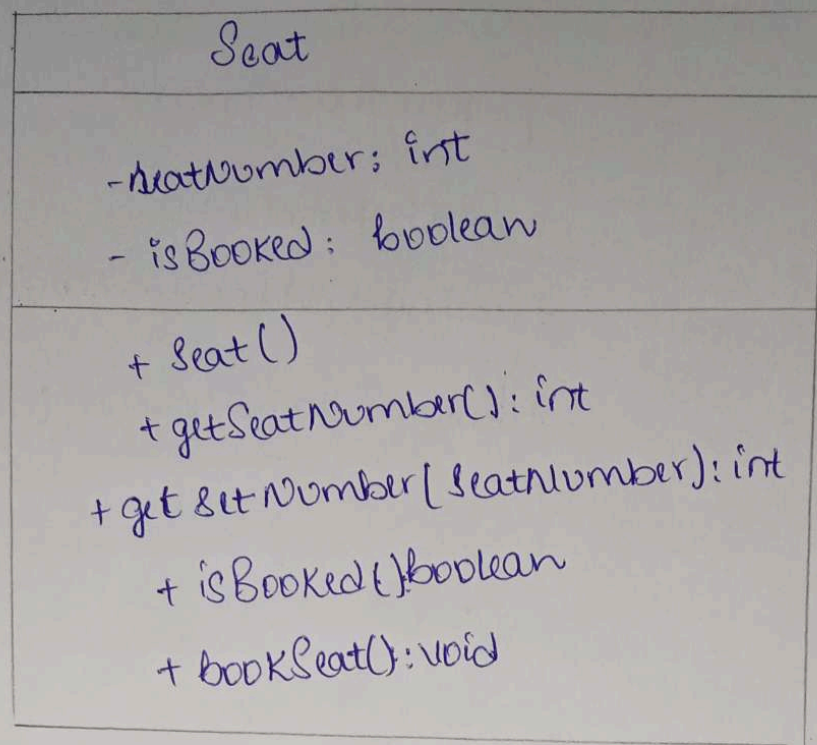 Seat
- seatNumber: int
- isBooked: boolean
+ Seat()
+ getSeatNumber(): int
+ get set Number(seatNumber): int
+ isBooked():boolean
+ bookSeat(): void